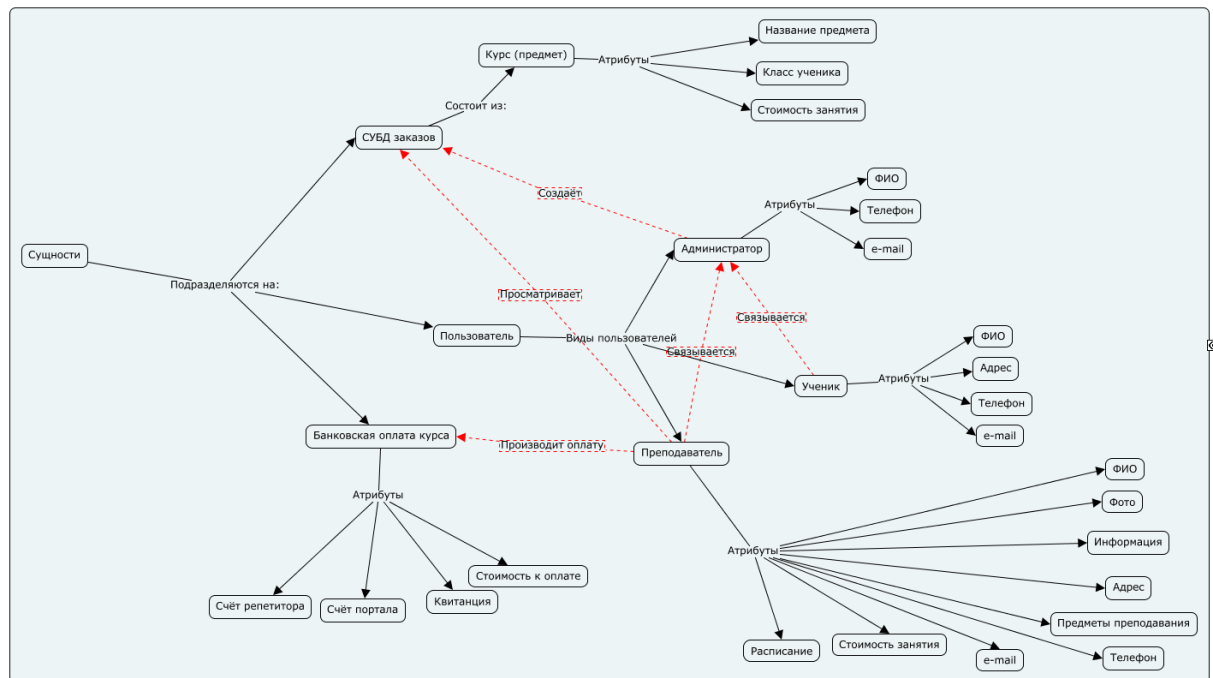 Название предмета
Курс (предмет)
Атрибуты
Класс ученика
Состоит из:
Стоимость занятия
СУБД заказов
ФИО
Создаёт
Атрибуты
Телефон
Администратор
e-mail
Сущности
Подразделяются на:
Просматривает
Связывается
Пользователь
Виды пользователей
ФИО
Связывается
Адрес
Ученик
Атрибуты
Телефон
Банковская оплата курса
e-mail
Производит оплату
Преподаватель
ФИО
Атрибуты
Фото
Информация
Атрибуты
Стоимость к оплате
Адрес
Счёт репетитора
Счёт портала
Квитанция
Предметы преподавания
Расписание
Стоимость занятия
e-mail
Телефон